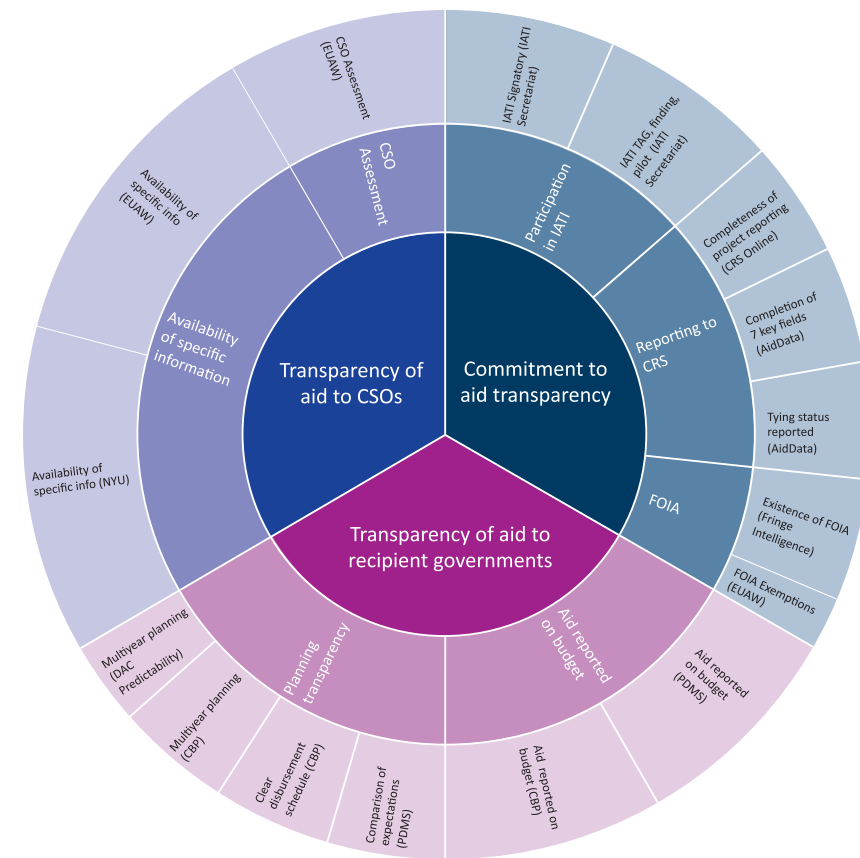 Transparency of
aid to CSOs
Commitment to
aid transparency
Transparency of aid to
recipient governments
CSO
Assessment
Participation
in IATI
Reporting to
CRS
FOIA
Aid reported
on budget
Planning
transparency
Availability
of specific
information
CSO Assessment
(EUAW)
IATI Signatory (IATI
Secretariat)
IATI TAG, finding,
pilot (IATI
Secretariat)
Completeness of
project reporting
(CRS Online)
Completion of
7 key fields
(AidData)
Tying status
reported
(AidData)
Existence of FOIA
(Fringe
Intelligence)
FOIA Exemptions
(EUAW)
Aid reported
on budget
(PDMS)
Aid reported on
budget (CBP)
Comparison of
expectations
(PDMS)
Clear
disbursement
schedule (CBP)
Multiyear planning
(CBP)
Multiyear planning
(DAC
Predictability)
Availability of
specific info (NYU)
Availability of
specific info
(EUAW)